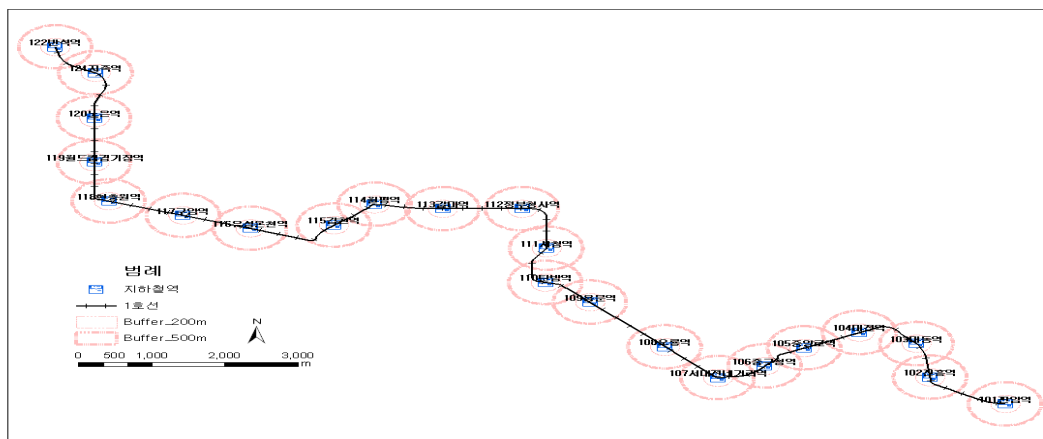 122반석역
121지족역
120노은역
119월드컵경기장역
118현충원역
117구암역
116유성온천역
115갑천역
114월평역
113갈마역
112정부청사역
111시청역
110탄방역
109용문역
108오룡역
107서대전네거리역
106중구청역
105중앙로역
104대전역
103대동역
102신흥역
101판암역
범례
지하철역
1호선
Buffer_200m
Buffer_500m
N
0 500 1,000 2,000 3,000
m